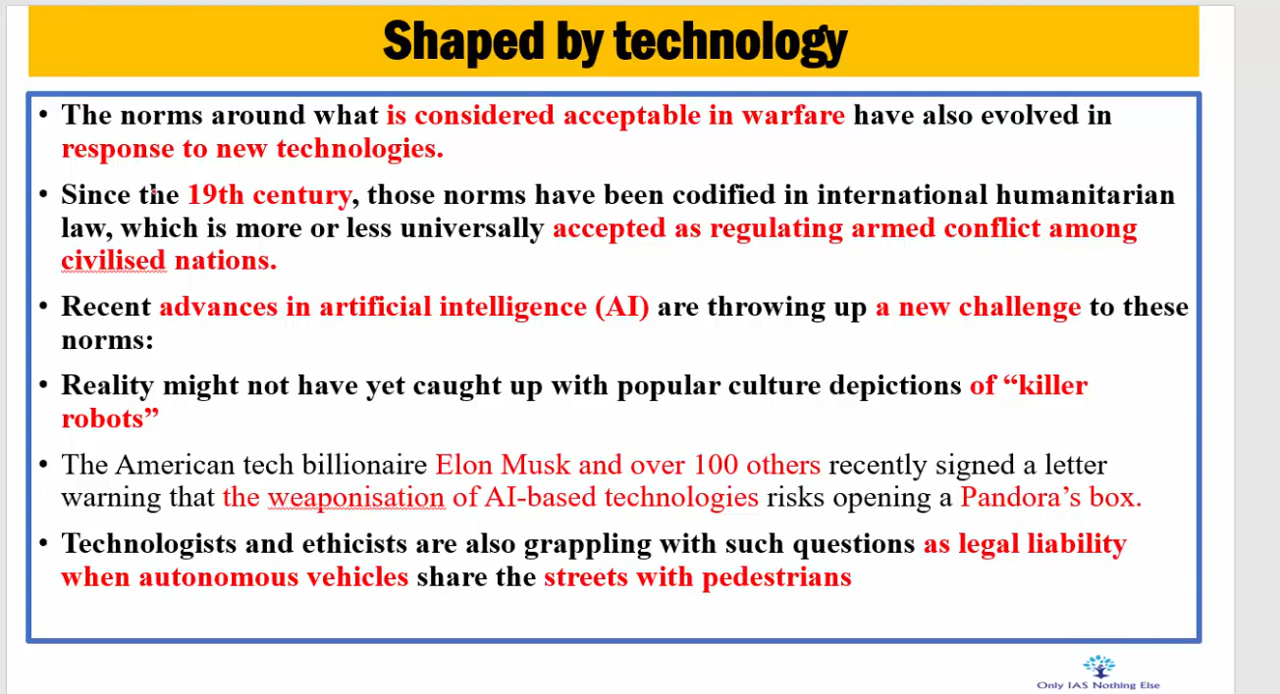 Shaped by technology
• The norms around what is considered acceptable in warfare have also evolved in
response to new technologies.
• Since the 19th century, those norms have been codified in international humanitarian
law, which is more or less universally accepted as regulating armed conflict among
civilised nations.
• Recent advances in artificial intelligence (AI) are throwing up a new challenge to these
norms:
• Reality might not have yet caught up with popular culture depictions of “killer
robots”
• The American tech billionaire Elon Musk and over 100 others recently signed a letter
warning that the weaponisation of AI-based technologies risks opening a Pandora’s box.
• Technologists and ethicists are also grappling with such questions as legal liability
when autonomous vehicles share the streets with pedestrians
Only IAS Nothing Else